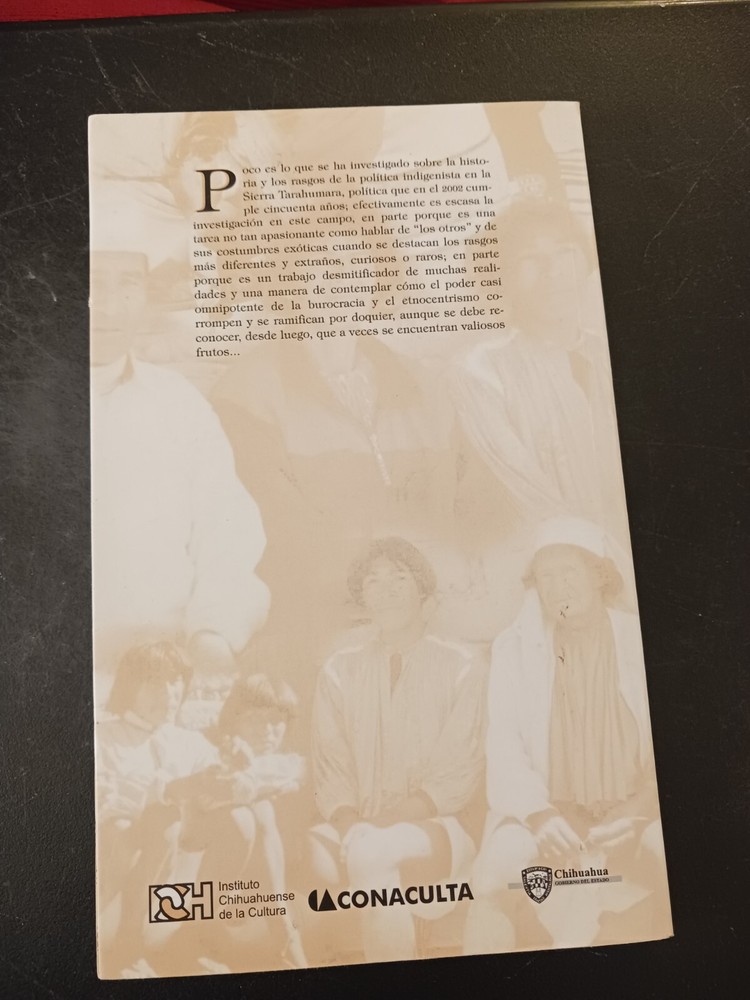 Poco es lo que se ha investigado sobre la histo-
ria y los rasgos de la política indigenista en la
Sierra Tarahumara, política que en el 2002 cum-
ple cincuenta años; efectivamente es escasa la
investigación en este campo, en parte porque es una
tarea no tan apasionante como hablar de “los otros” y de
sus costumbres exóticas cuando se destacan los rasgos
más diferentes y extraños, curiosos o raros; en parte
porque es un trabajo desmitificador de muchas reali-
dades y una manera de contemplar cómo el poder casi
omnipotente de la burocracia y el etnocentrismo co-
rrompen y se ramifican por doquier, aunque se debe re-
conocer, desde luego, que a veces se encuentran valiosos
frutos...
ICH
Instituto
Chihuahuense
de la Cultura
CONACULTA
Chihuahua
GOBIERNO DEL ESTADO